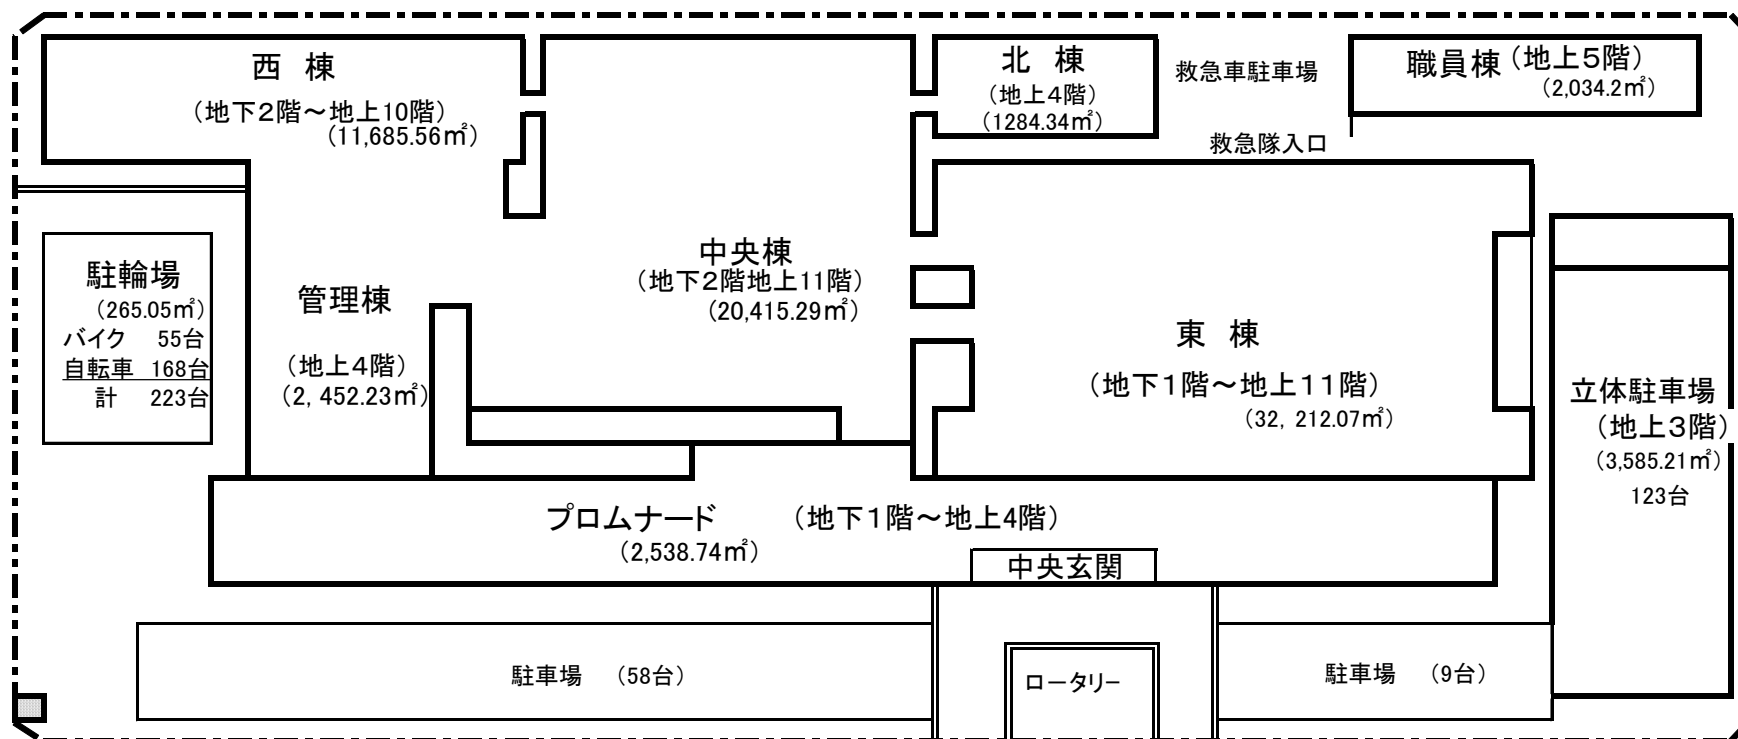 西 棟
（地下２階～地上10階）
（11,685.56㎡）
北 棟
（地上４階）
（1284.34㎡）
救急車駐車場
職員棟（地上５階）
（2,034.2㎡）
救急隊入口
駐輪場
（265.05㎡）
バイク 55台
自転車 168台
計 223台
管理棟
（地上４階）
（2, 452.23㎡）
中央棟
（地下２階地上11階）
（20,415.29㎡）
東 棟
（地下１階～地上１１階）
（32, 212.07㎡）
立体駐車場
（地上３階）
（3,585.21㎡）
123台
プロムナード （地下１階～地上4階）
（2,538.74㎡）
中央玄関
駐車場 （58台）
ロータリー
駐車場 （9台）